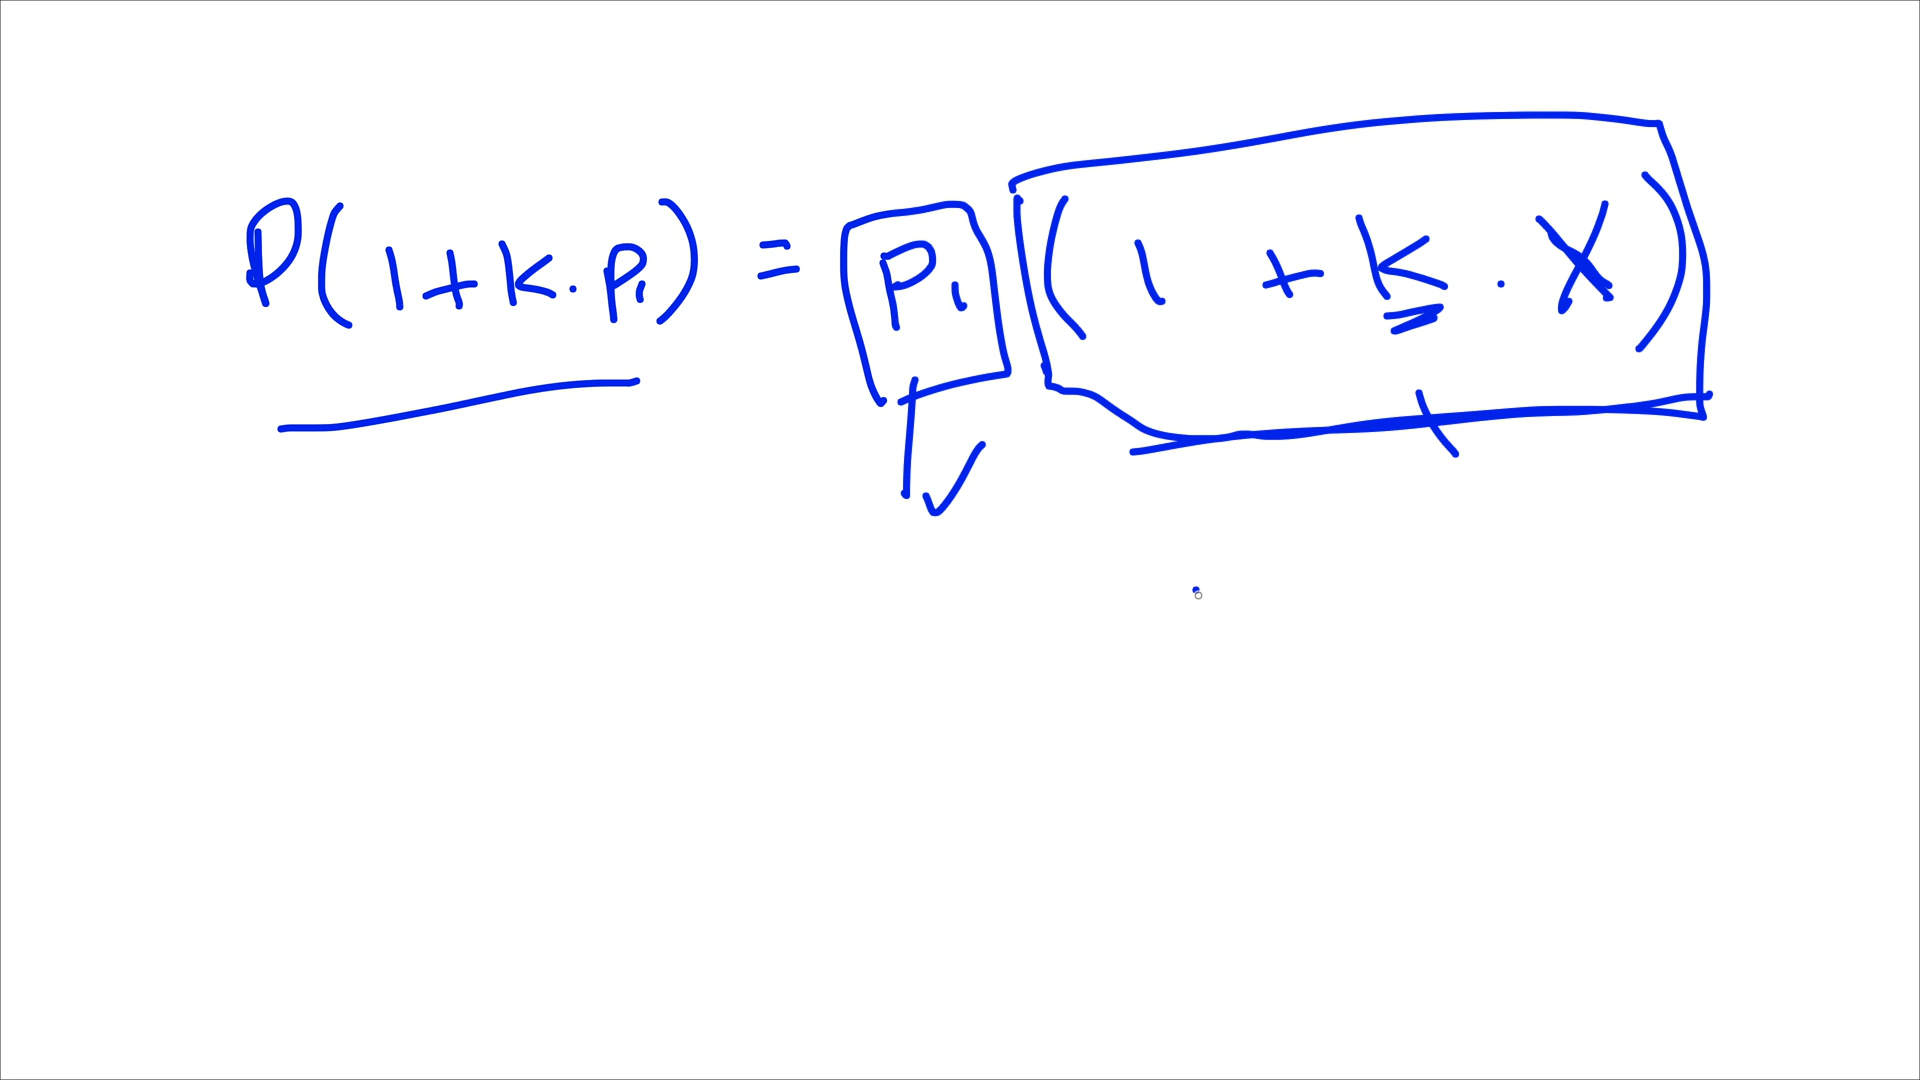 P(1+k.P₁) = P₁ (1 + k . X)